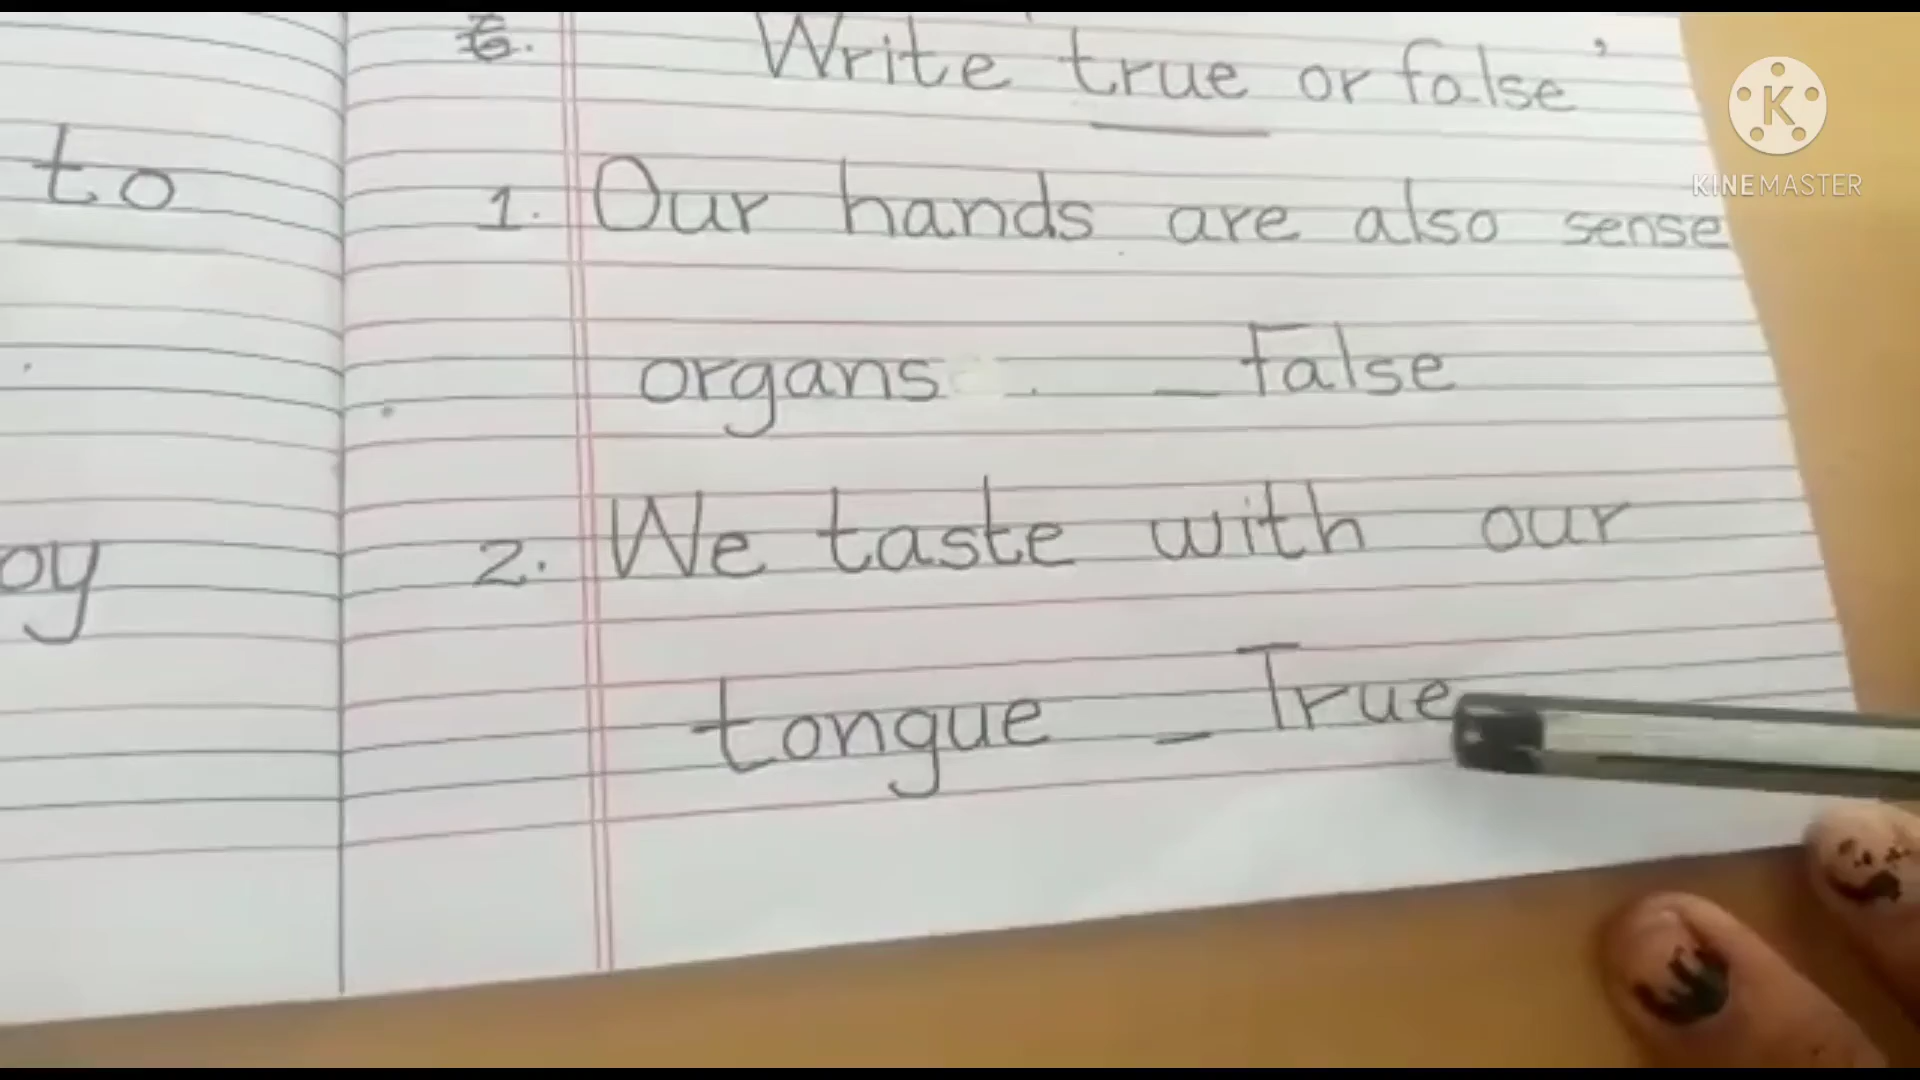 to
oy
6. Write true or false'
1. Our hands are also sense
organs. _ False
2. We taste with our
tongue _ True
KINEMASTER